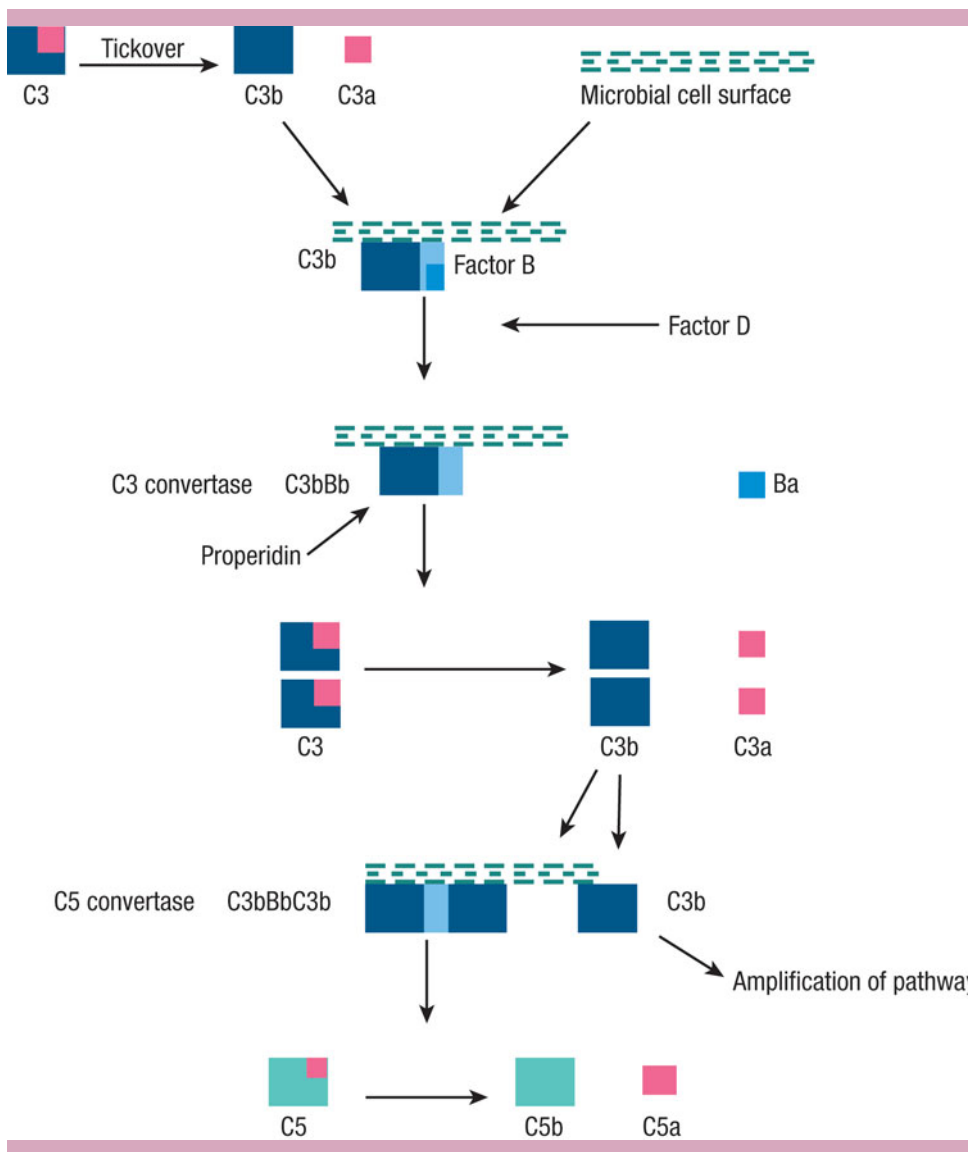 Tickover
C3
C3b
C3a
Microbial cell surface
C3b
Factor B
Factor D
C3 convertase
C3bBb
Ba
Properidin
C3
C3b
C3a
C5 convertase
C3bBbC3b
C3b
Amplification of pathway
C5
C5b
C5a